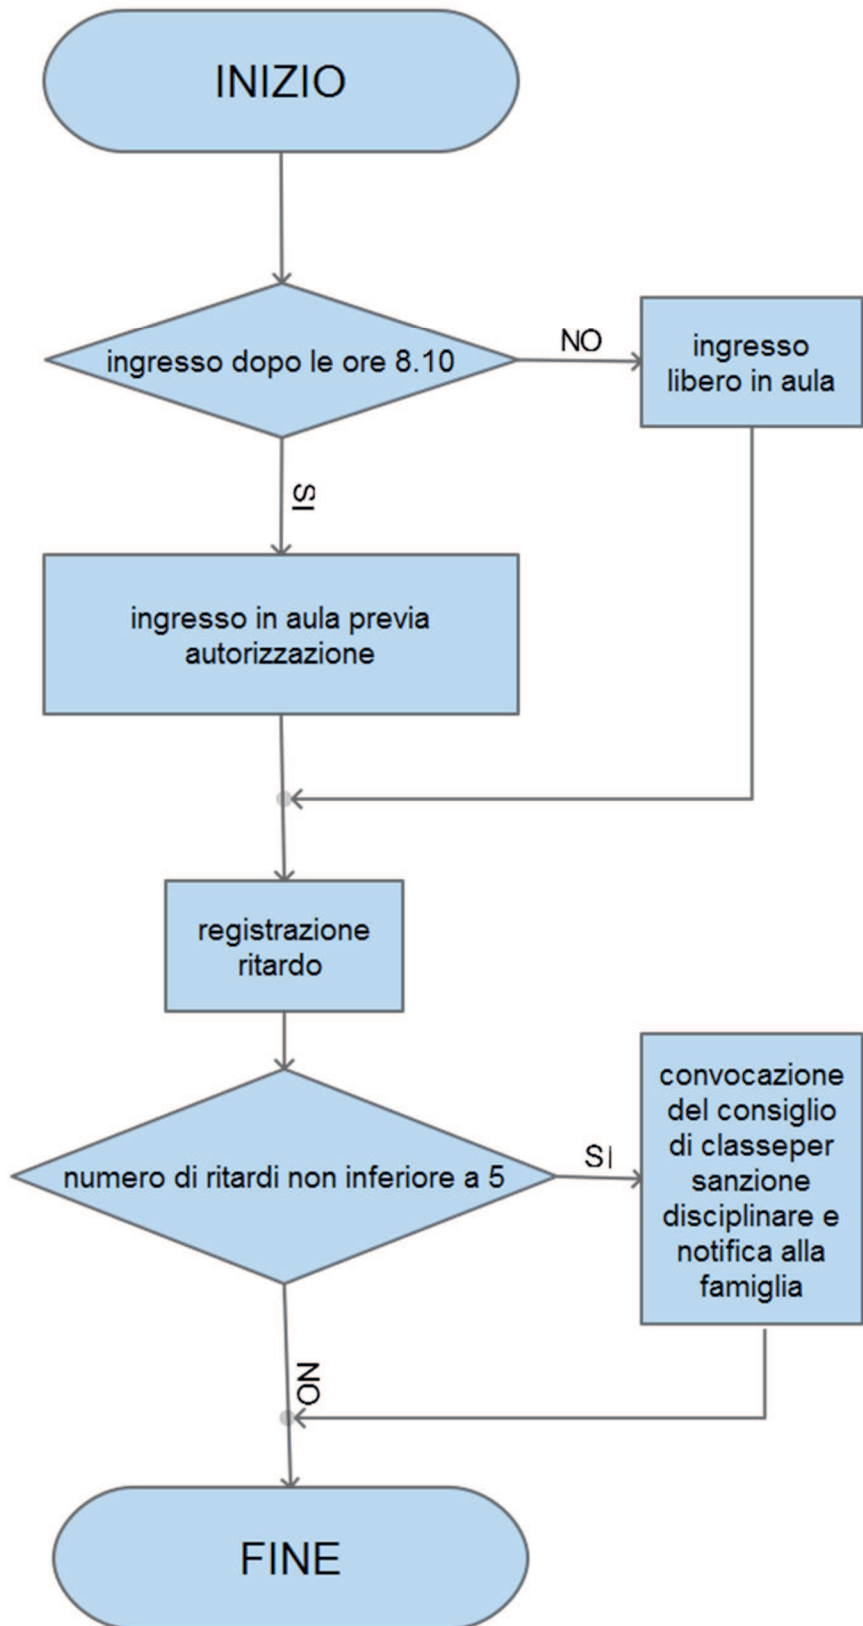 INIZIO
ingresso dopo le ore 8.10
NO
ingresso
libero in aula
SI
ingresso in aula previa
autorizzazione
registrazione
ritardo
numero di ritardi non inferiore a 5
SI
convocazione
del consiglio
di classeper
sanzione
disciplinare e
notifica alla
famiglia
NO
FINE